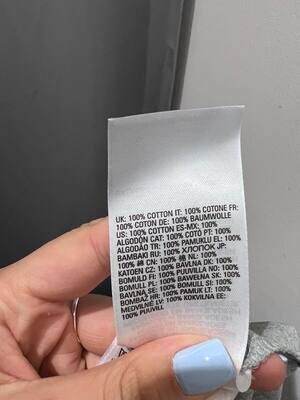 UK: 100% COTTON IT: 100% COTONE FR:
100% COTON DE: 100% BAUMWOLLE
US: 100% COTTON ES-MX: 100%
ALGODÓN CAT: 100% COTÓ PT: 100%
ALGODÃO TR: 100% PAMUKLU EL: 100%
BAMBAKI RU: 100% ХЛОПОК JP:
100% 綿 CN: 100% 棉 NL: 100%
KATOEN CZ: 100% BAVLNA DK: 100%
BOMULD FI: 100% PUUVILLA NO: 100%
BOMULL PL: 100% BAWEŁNA SK: 100%
BAVLNA SE: 100% BOMULL SI: 100%
BOMBAŽ HR: 100% PAMUK LT: 100%
MEDVILNĖ LV: 100% KOKVILNA EE:
100% PUUVILL